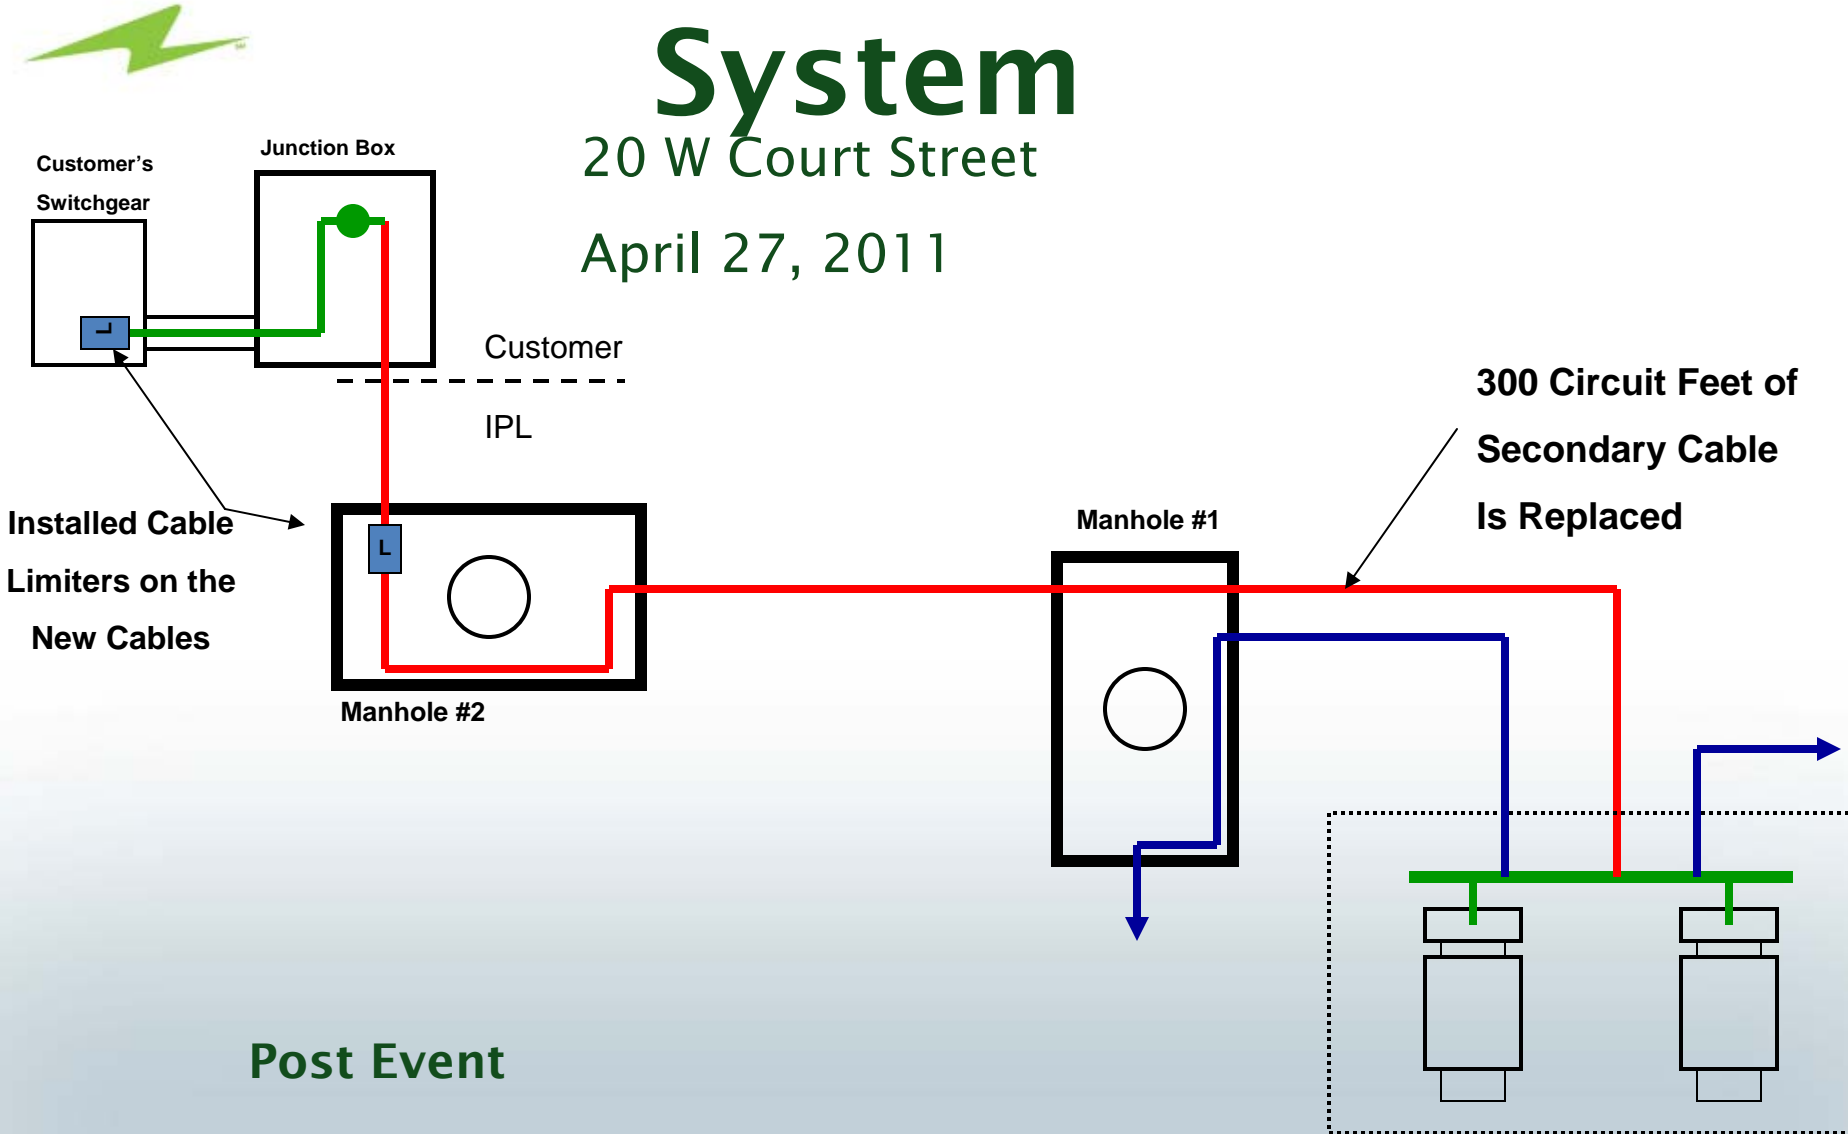 System
20 W Court Street
April 27, 2011
Customer's
Switchgear
Junction Box
L
Customer
IPL
300 Circuit Feet of
Secondary Cable
Is Replaced
Installed Cable
Limiters on the
New Cables
L
Manhole #1
Manhole #2
Post Event